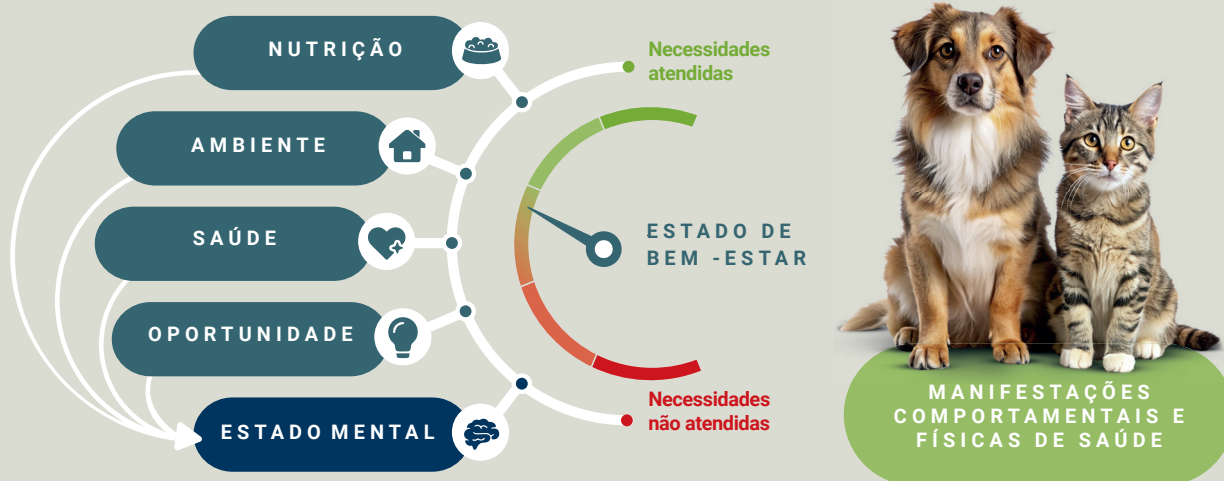 NUTRIÇÃO
AMBIENTE
SAÚDE
OPORTUNIDADE
ESTADO MENTAL
Necessidades
atendidas
ESTADO DE
BEM -ESTAR
Necessidades
não atendidas
MANIFESTAÇÕES
COMPORTAMENTAIS E
FÍSICAS DE SAÚDE